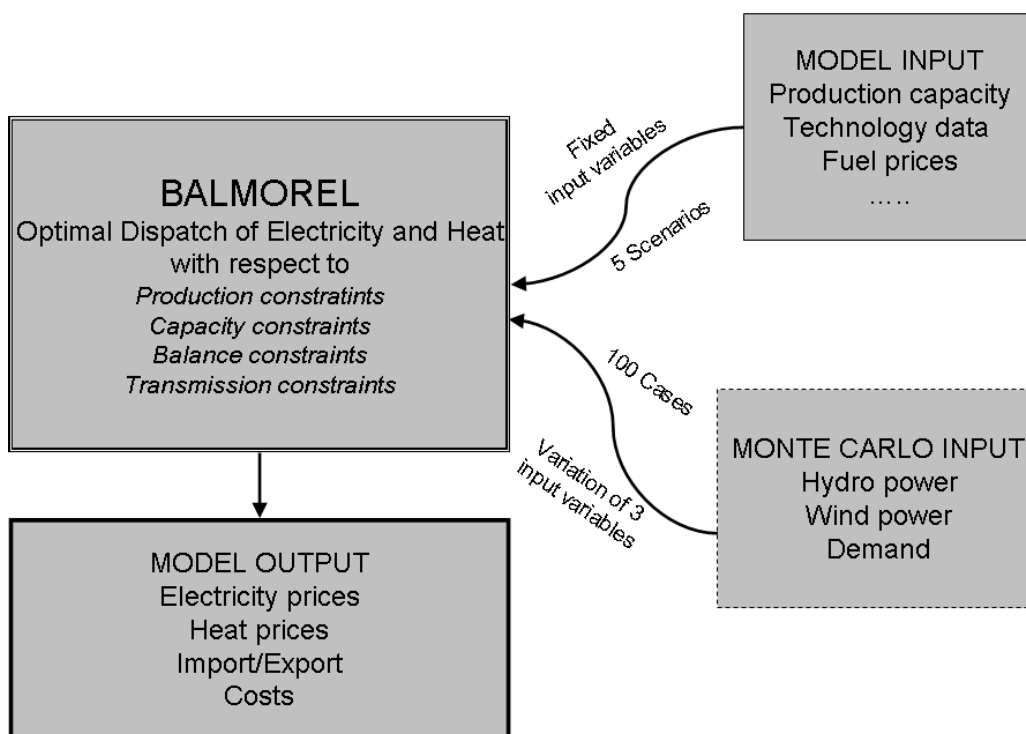 MODEL INPUT
Production capacity
Technology data
Fuel prices
.....
Fixed
input variables
5 Scenarios
BALMOREL
Optimal Dispatch of Electricity and Heat
with respect to
Production constratints
Capacity constraints
Balance constraints
Transmission constraints
100 Cases
Variation of 3
input variables
MONTE CARLO INPUT
Hydro power
Wind power
Demand
MODEL OUTPUT
Electricity prices
Heat prices
Import/Export
Costs